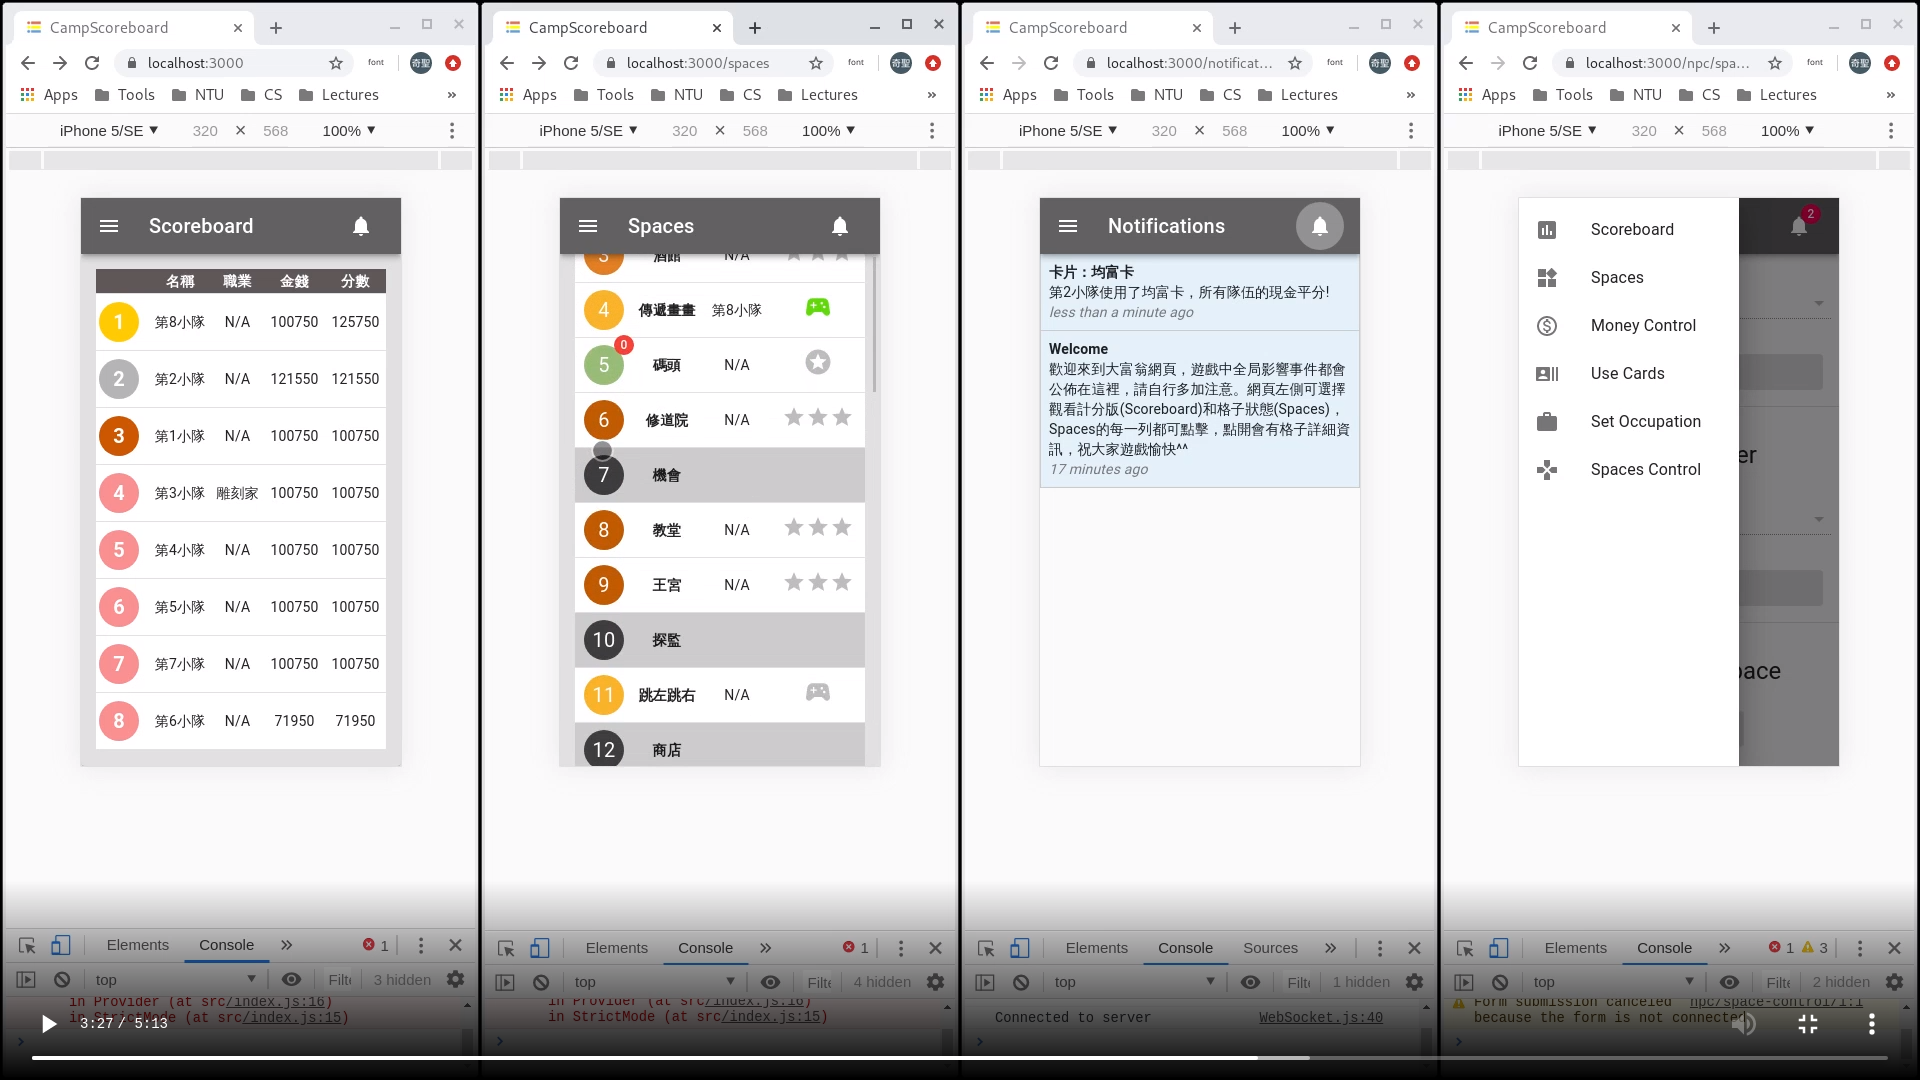 CampScoreboard
localhost:3000
font
奇聖
Apps Tools NTU CS Lectures »
iPhone 5/SE ▼ 320 × 568 100% ▼
Scoreboard
名稱 職業 金錢 分數
1 第8小隊 N/A 100750 125750
2 第2小隊 N/A 121550 121550
3 第1小隊 N/A 100750 100750
4 第3小隊 雕刻家 100750 100750
5 第4小隊 N/A 100750 100750
6 第5小隊 N/A 100750 100750
7 第7小隊 N/A 100750 100750
8 第6小隊 N/A 71950 71950
Elements Console » 1
top ▼ 3 hidden
in Provider (at src/index.js:16)
in StrictMode (at src/index.js:15)
CampScoreboard
localhost:3000/spaces
font
奇聖
Apps Tools NTU CS Lectures »
iPhone 5/SE ▼ 320 × 568 100% ▼
Spaces
3 酒館 N/A
4 傳遞畫畫 第8小隊
0
5 碼頭 N/A
6 修道院 N/A
7 機會
8 教堂 N/A
9 王宮 N/A
10 探監
11 跳左跳右 N/A
12 商店
Elements Console » 1
top ▼ 4 hidden
in Provider (at src/index.js:16)
in StrictMode (at src/index.js:15)
CampScoreboard
localhost:3000/notificat...
font
奇聖
Apps Tools NTU CS Lectures »
iPhone 5/SE ▼ 320 × 568 100% ▼
Notifications
卡片：均富卡
第2小隊使用了均富卡，所有隊伍的現金平分!
less than a minute ago
Welcome
歡迎來到大富翁網頁，遊戲中全局影響事件都會
公佈在這裡，請自行多加注意。網頁左側可選擇
觀看計分版(Scoreboard)和格子狀態(Spaces)，
Spaces的每一列都可點擊，點開會有格子詳細資
訊，祝大家遊戲愉快^^
17 minutes ago
Elements Console Sources »
top ▼ 1 hidden
Connected to server WebSocket.js:40
CampScoreboard
localhost:3000/npc/spa...
font
奇聖
Apps Tools NTU CS Lectures »
iPhone 5/SE ▼ 320 × 568 100% ▼
2
Scoreboard
Spaces
Money Control
Use Cards
Set Occupation
Spaces Control
Elements Console » 1 3
top ▼ 2 hidden
Form submission canceled npc/space-control/1:1
because the form is not connected
3:27 / 5:13